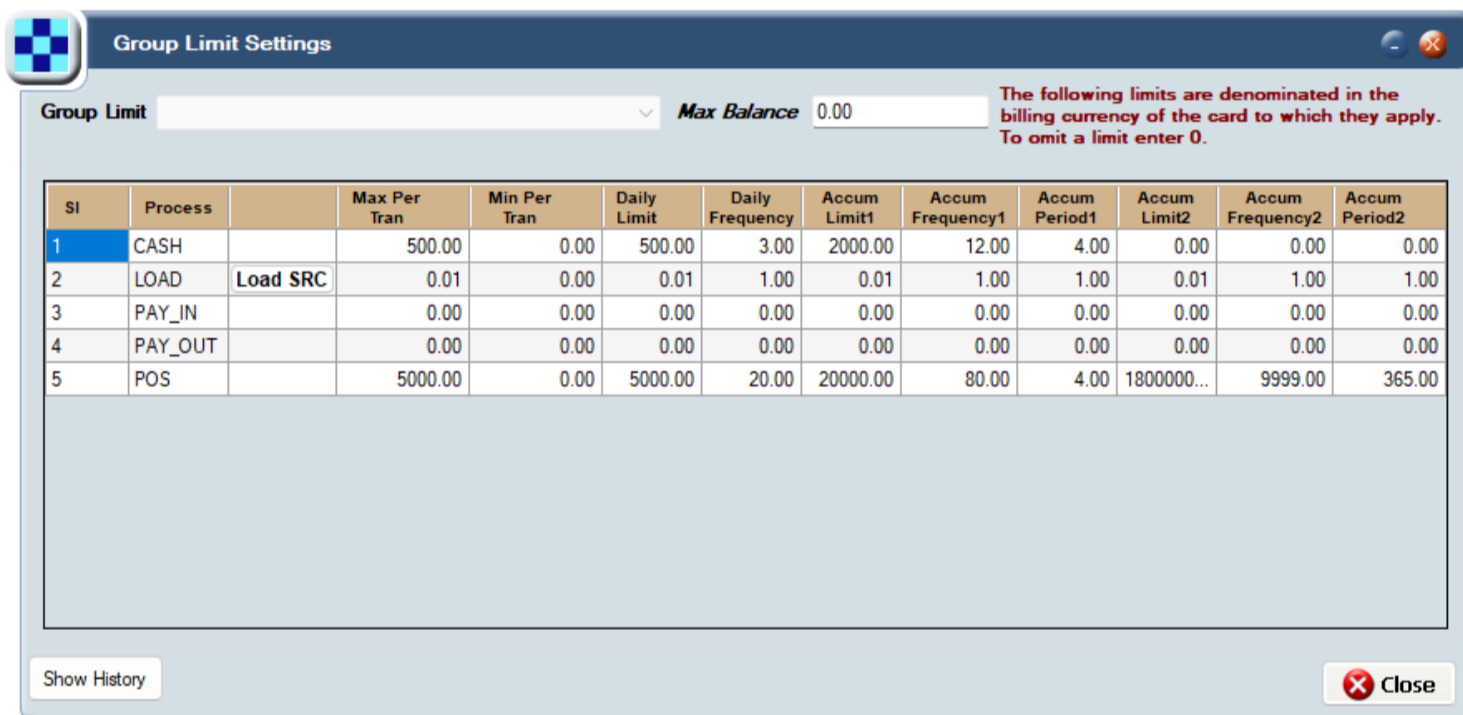 Group Limit Settings
Group Limit Max Balance 0.00
The following limits are denominated in the
billing currency of the card to which they apply.
To omit a limit enter 0.
SI Process Max Per Tran Min Per Tran Daily Limit Daily Frequency Accum Limit1 Accum Frequency1 Accum Period1 Accum Limit2 Accum Frequency2 Accum Period2
1 CASH 500.00 0.00 500.00 3.00 2000.00 12.00 4.00 0.00 0.00 0.00
2 LOAD Load SRC 0.01 0.00 0.01 1.00 0.01 1.00 1.00 0.01 1.00 1.00
3 PAY_IN 0.00 0.00 0.00 0.00 0.00 0.00 0.00 0.00 0.00 0.00
4 PAY_OUT 0.00 0.00 0.00 0.00 0.00 0.00 0.00 0.00 0.00 0.00
5 POS 5000.00 0.00 5000.00 20.00 20000.00 80.00 4.00 1800000... 9999.00 365.00
Show History Close